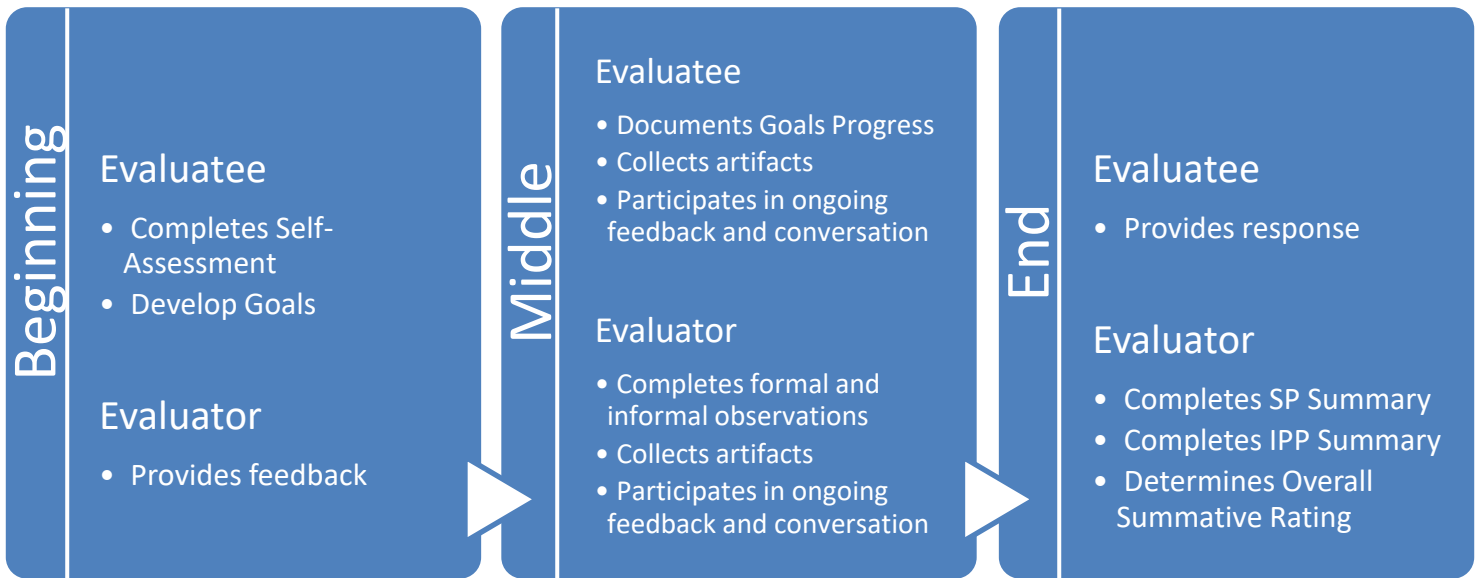 Beginning
Evaluatee
• Completes Self-
Assessment
• Develop Goals
Evaluator
• Provides feedback
Middle
Evaluatee
• Documents Goals Progress
• Collects artifacts
• Participates in ongoing
feedback and conversation
Evaluator
• Completes formal and
informal observations
• Collects artifacts
• Participates in ongoing
feedback and conversation
End
Evaluatee
• Provides response
Evaluator
• Completes SP Summary
• Completes IPP Summary
• Determines Overall
Summative Rating